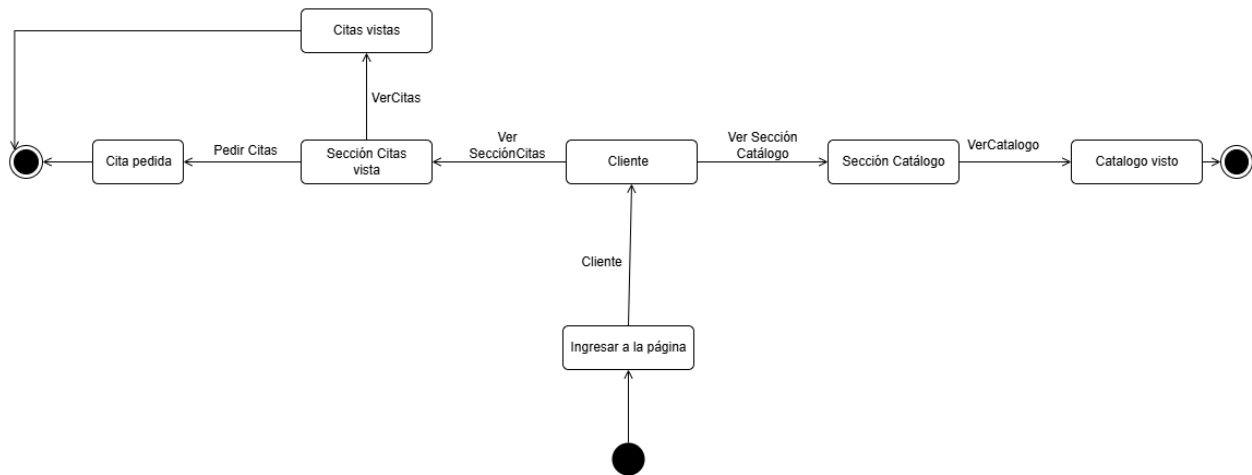 Citas vistas
VerCitas
Cita pedida
Pedir Citas
Sección Citas
vista
Ver
SecciónCitas
Cliente
Ver Sección
Catálogo
Sección Catálogo
VerCatalogo
Catalogo visto
Cliente
Ingresar a la página